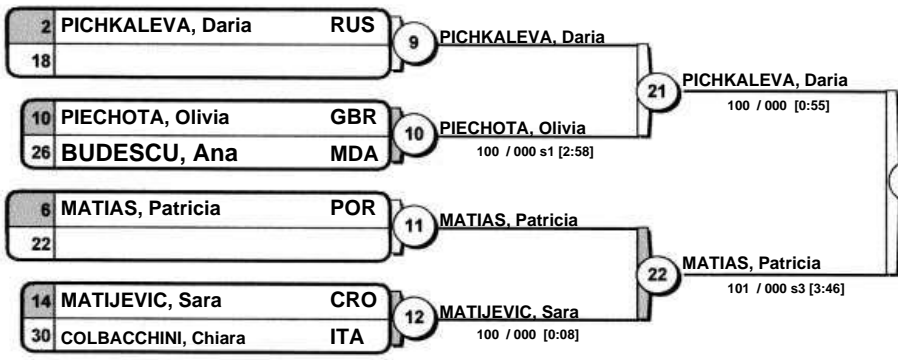 2 PICHKALEVA, Daria RUS
18
9
PICHKALEVA, Daria
10 PIECHOTA, Olivia GBR
26 BUDESCU, Ana MDA
10
PIECHOTA, Olivia
100 / 000 s1 [2:58]
21
PICHKALEVA, Daria
100 / 000 [0:55]
6 MATIAS, Patricia POR
22
11
MATIAS, Patricia
14 MATIJEVIC, Sara CRO
30 COLBACCHINI, Chiara ITA
12
MATIJEVIC, Sara
100 / 000 [0:08]
22
MATIAS, Patricia
101 / 000 s3 [3:46]